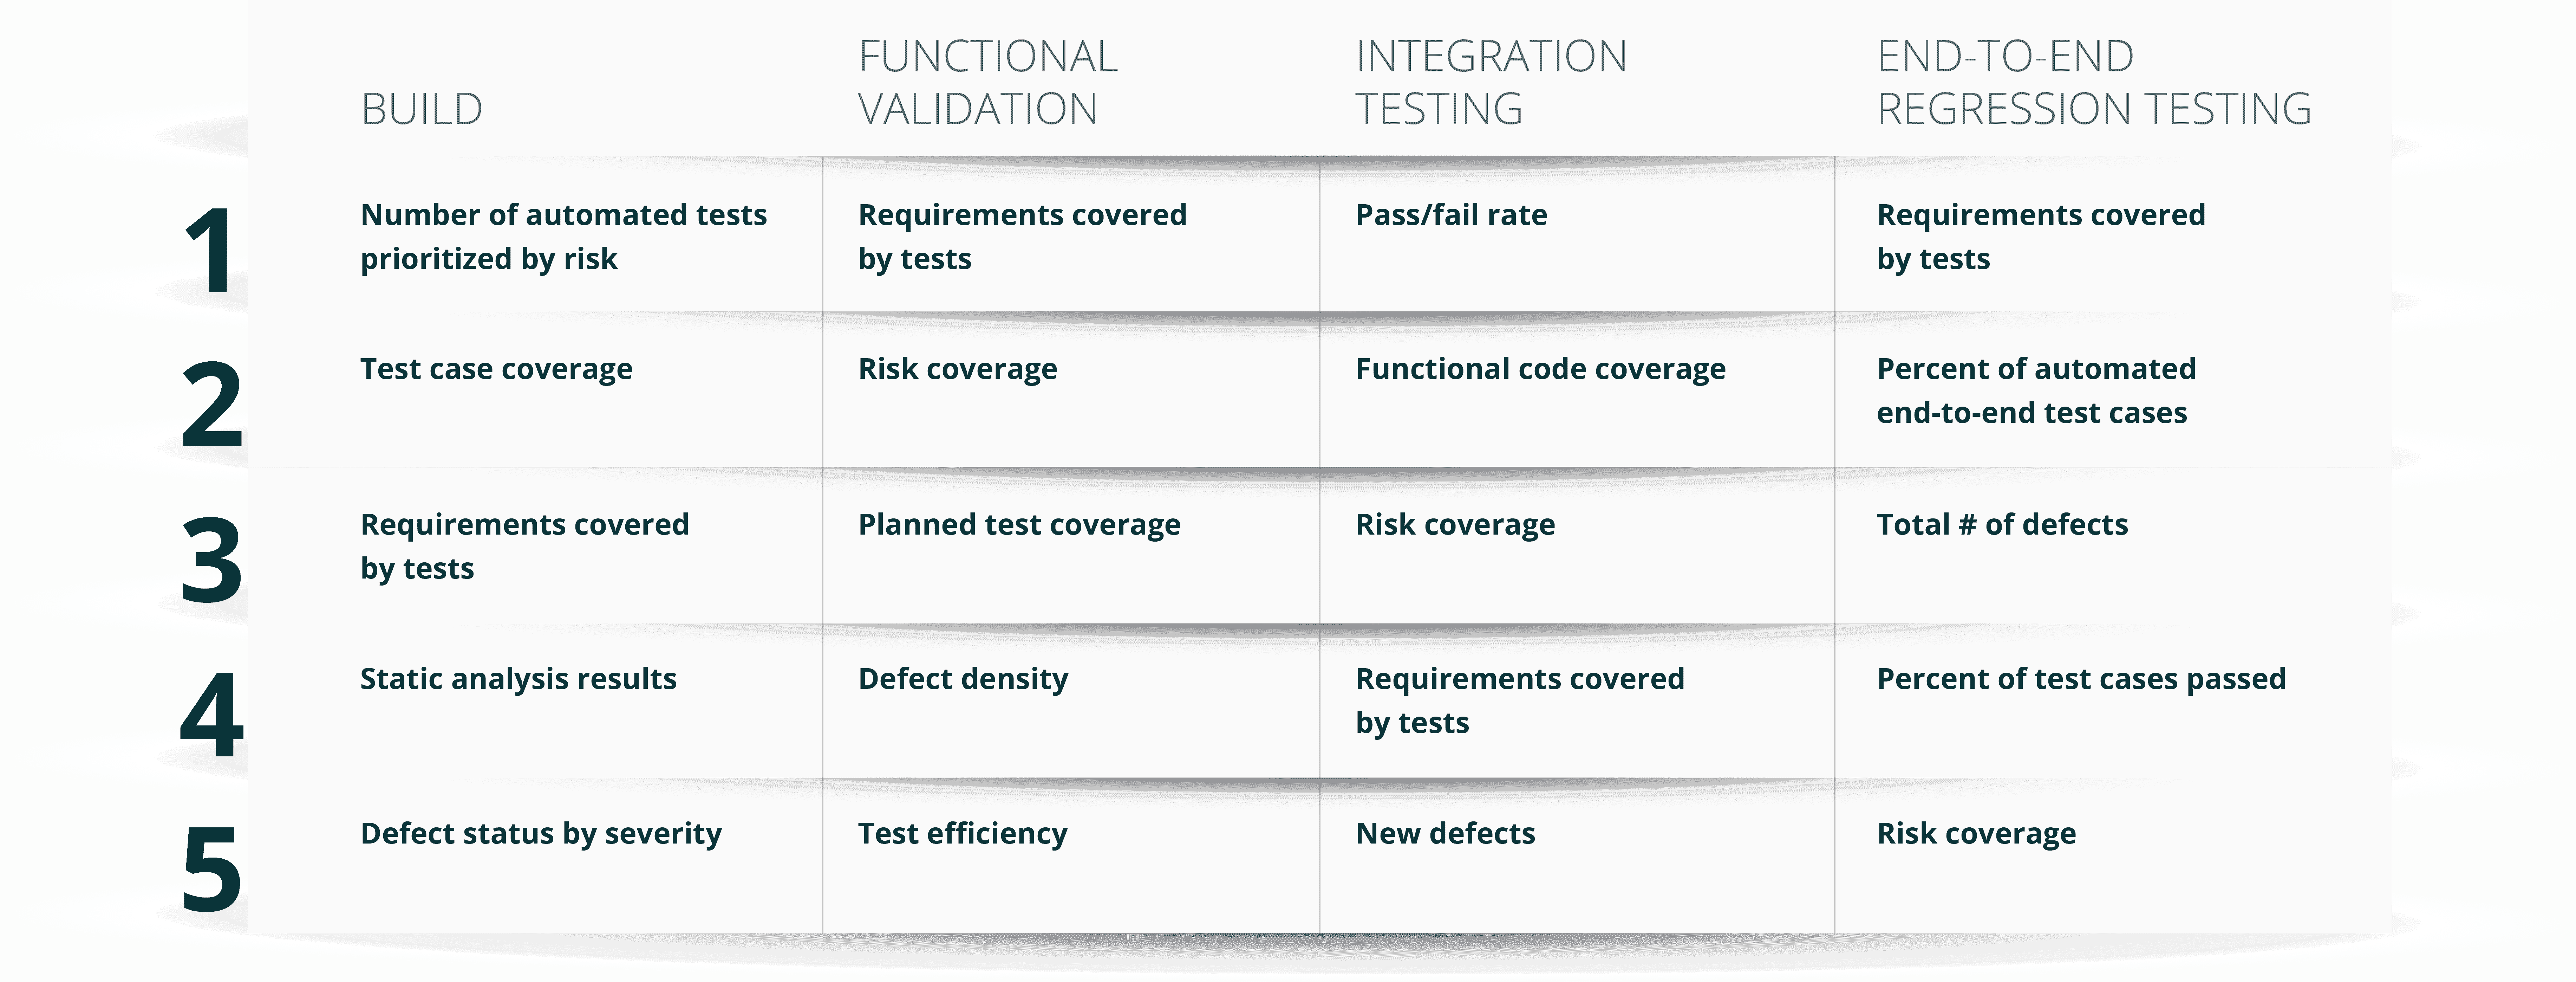 BUILD
FUNCTIONAL
VALIDATION
INTEGRATION
TESTING
END-TO-END
REGRESSION TESTING
1
Number of automated tests
prioritized by risk
Requirements covered
by tests
Pass/fail rate
Requirements covered
by tests
2
Test case coverage
Risk coverage
Functional code coverage
Percent of automated
end-to-end test cases
3
Requirements covered
by tests
Planned test coverage
Risk coverage
Total # of defects
4
Static analysis results
Defect density
Requirements covered
by tests
Percent of test cases passed
5
Defect status by severity
Test efficiency
New defects
Risk coverage